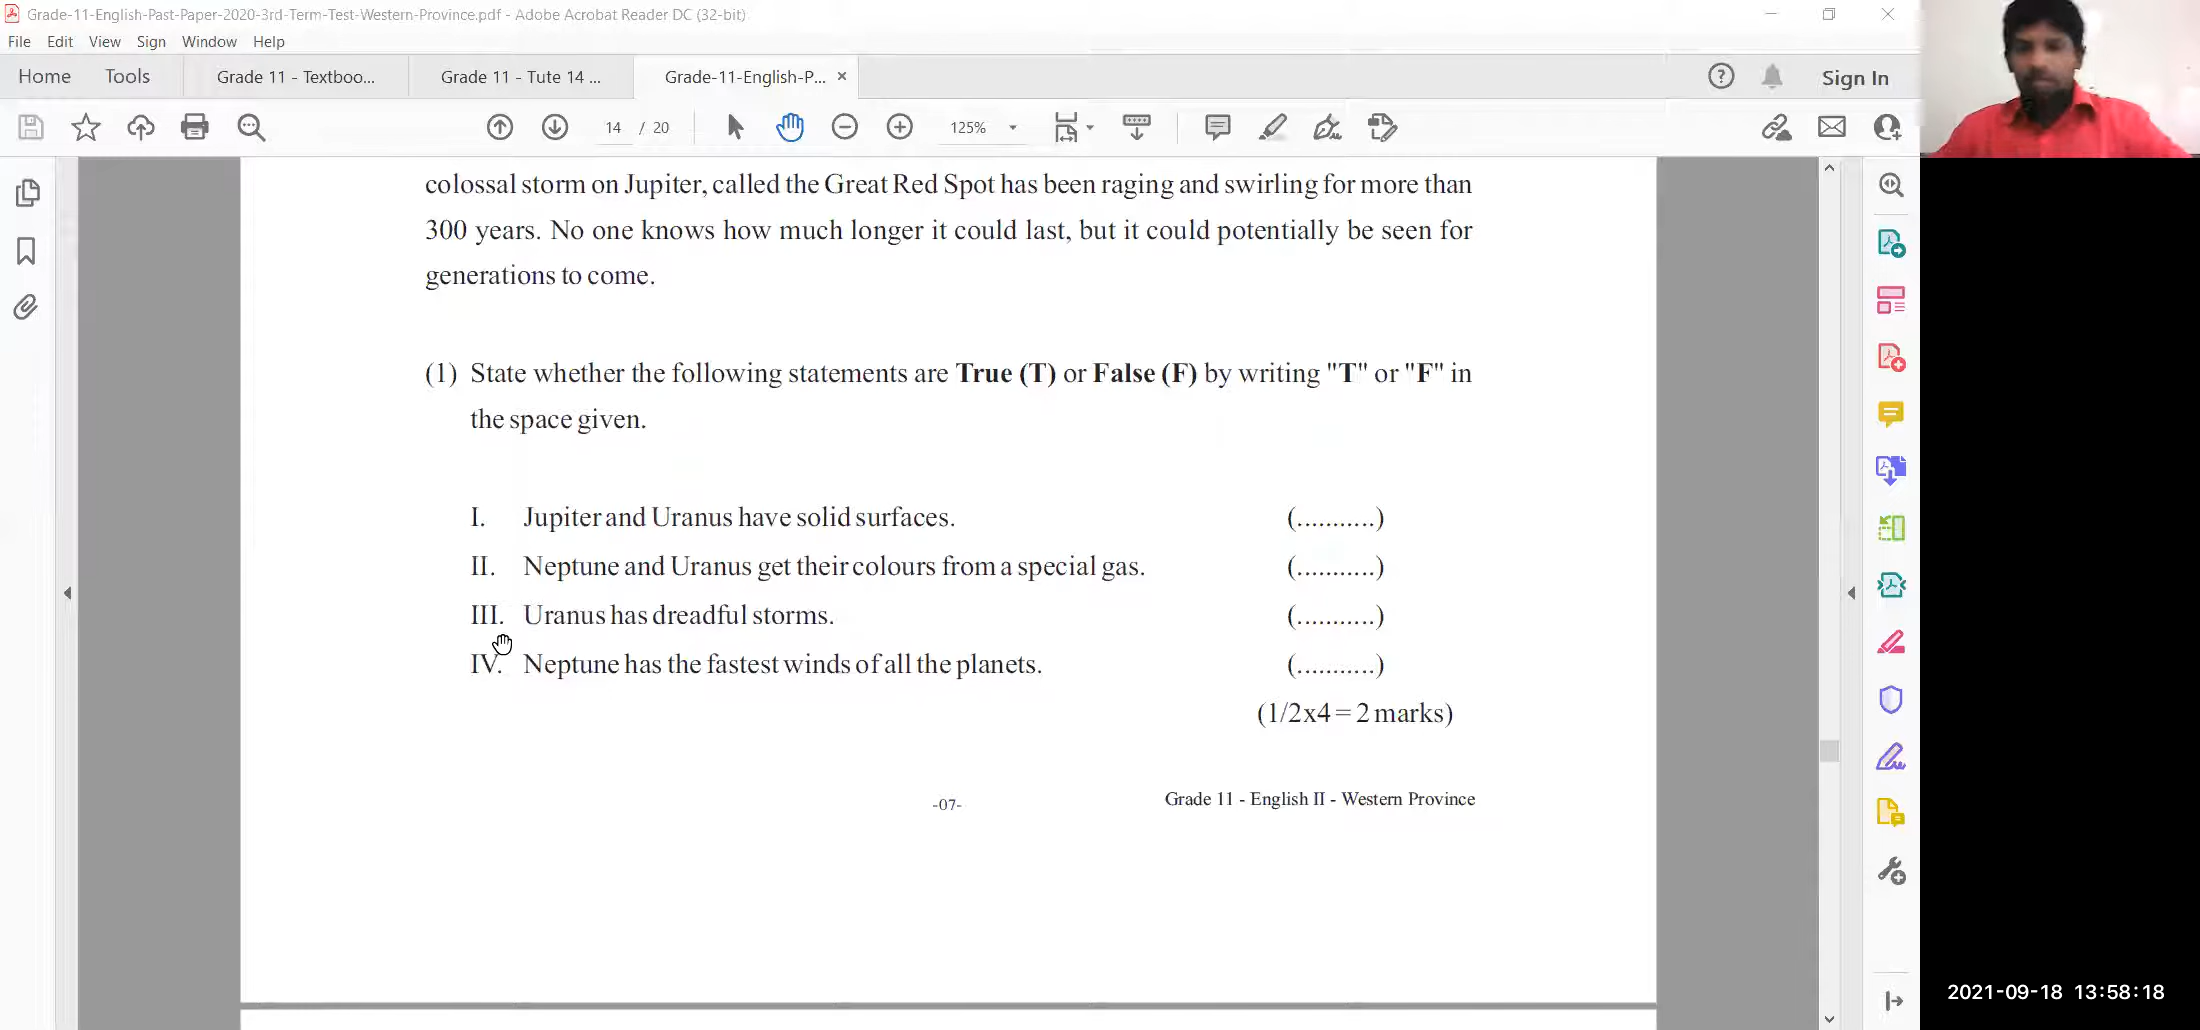 Grade-11-English-Past-Paper-2020-3rd-Term-Test-Western-Province.pdf - Adobe Acrobat Reader DC (32-bit)
File Edit View Sign Window Help
Home Tools Grade 11 - Textboo... Grade 11 - Tute 14 ... Grade-11-English-P... × Sign In
14 / 20 125%
colossal storm on Jupiter, called the Great Red Spot has been raging and swirling for more than
300 years. No one knows how much longer it could last, but it could potentially be seen for
generations to come.
(1) State whether the following statements are True (T) or False (F) by writing "T" or "F" in
the space given.
I. Jupiter and Uranus have solid surfaces. (...........)
II. Neptune and Uranus get their colours from a special gas. (...........)
III. Uranus has dreadful storms. (...........)
IV. Neptune has the fastest winds of all the planets. (...........)
(1/2x4 = 2 marks)
-07- Grade 11 - English II - Western Province
2021-09-18 13:58:18